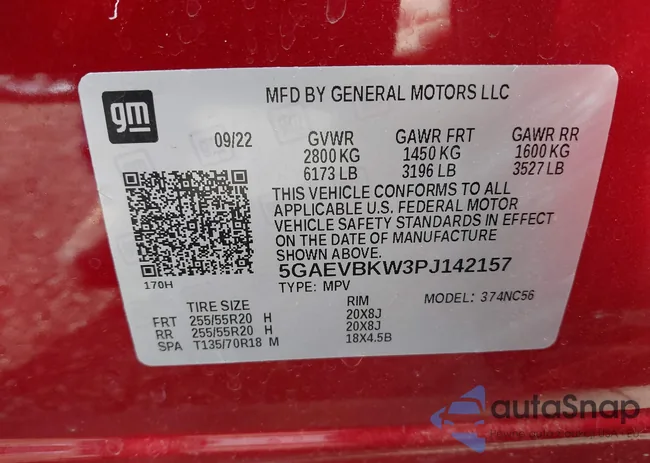 gm
MFD BY GENERAL MOTORS LLC
09/22 GVWR GAWR FRT GAWR RR
2800 KG 1450 KG 1600 KG
6173 LB 3196 LB 3527 LB
THIS VEHICLE CONFORMS TO ALL
APPLICABLE U.S. FEDERAL MOTOR
VEHICLE SAFETY STANDARDS IN EFFECT
ON THE DATE OF MANUFACTURE
SHOWN ABOVE.
5GAEVBKW3PJ142157
170H
TYPE: MPV MODEL: 374NC56
TIRE SIZE RIM
FRT 255/55R20 H 20X8J
RR 255/55R20 H 20X8J
SPA T135/70R18 M 18X4.5B
autoSnap